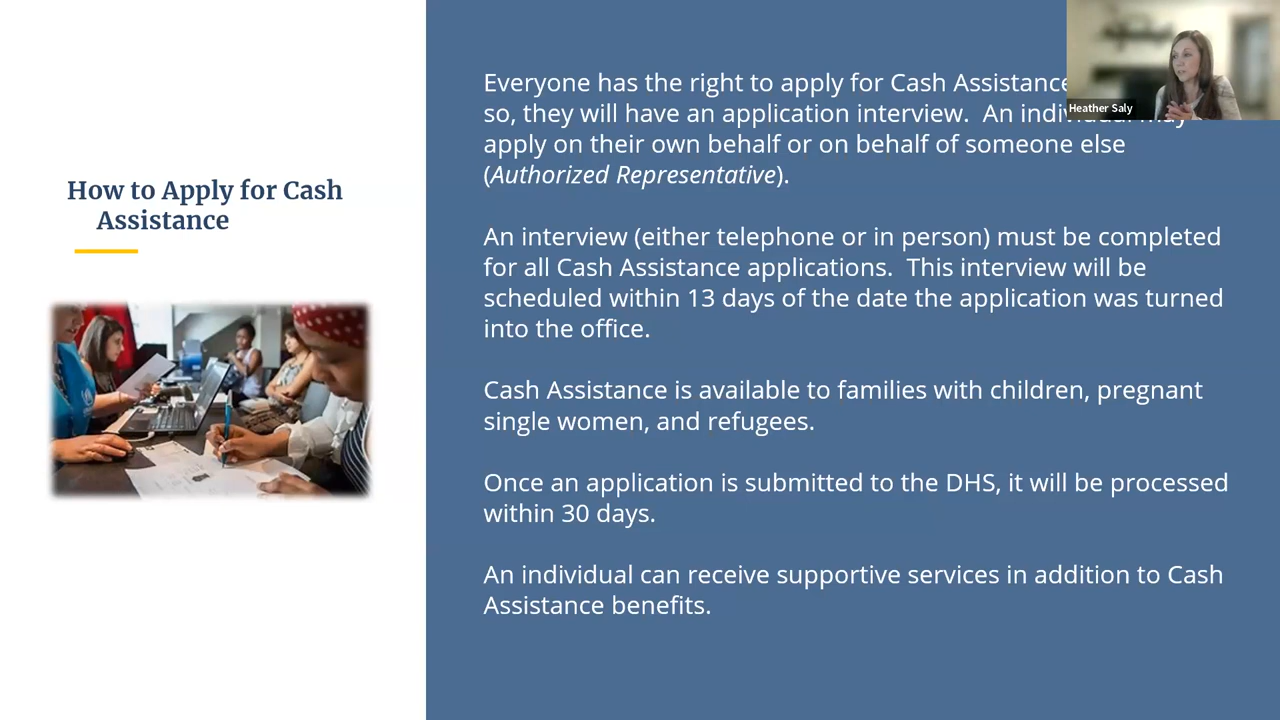 How to Apply for Cash
Assistance
Everyone has the right to apply for Cash Assistance
so, they will have an application interview.  An
apply on their own behalf or on behalf of someone else
(Authorized Representative).
An interview (either telephone or in person) must be completed
for all Cash Assistance applications.  This interview will be
scheduled within 13 days of the date the application was turned
into the office.
Cash Assistance is available to families with children, pregnant
single women, and refugees.
Once an application is submitted to the DHS, it will be processed
within 30 days.
An individual can receive supportive services in addition to Cash
Assistance benefits.
Heather Saly